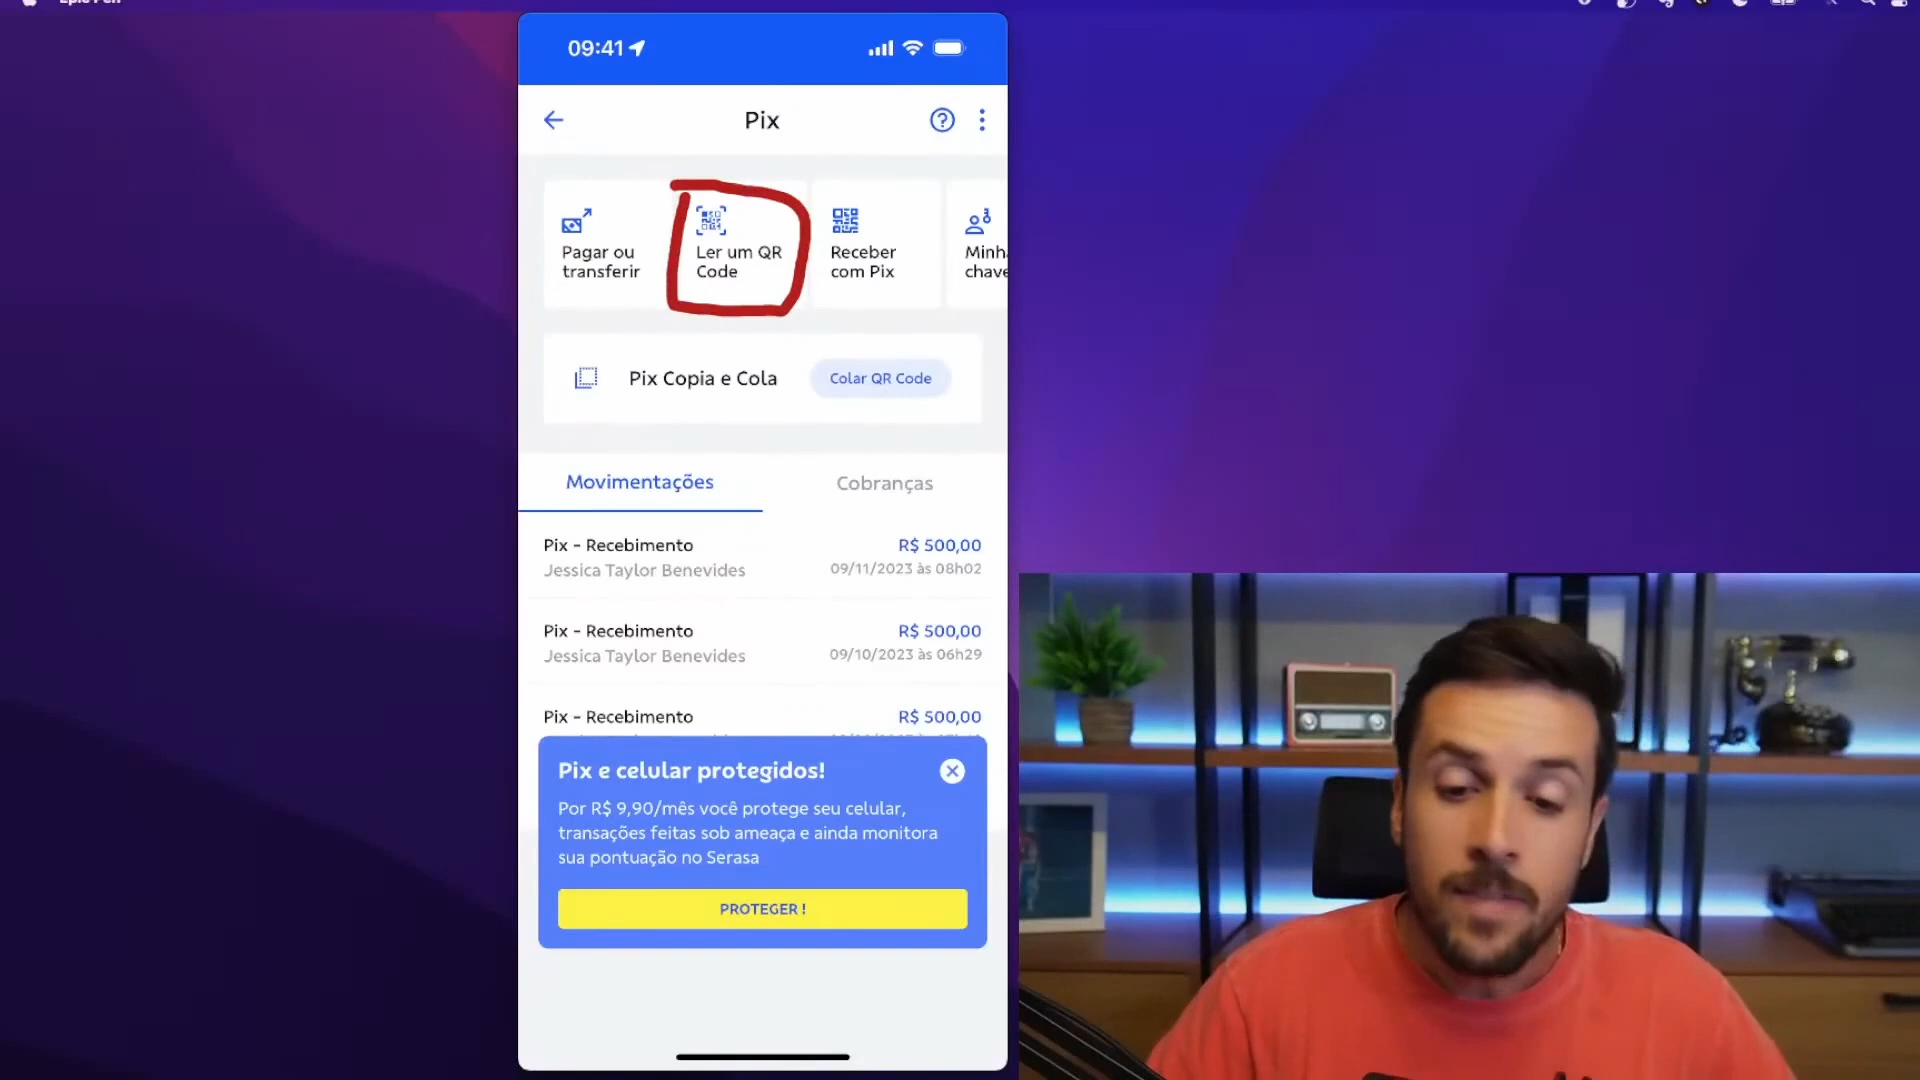 09:41
Pix
Pagar ou
transferir
Ler um QR
Code
Receber
com Pix
Minh
chave
Pix Copia e Cola
Colar QR Code
Movimentações
Cobranças
Pix - Recebimento
R$ 500,00
Jessica Taylor Benevides
09/11/2023 às 08h02
Pix - Recebimento
R$ 500,00
Jessica Taylor Benevides
09/10/2023 às 06h29
Pix - Recebimento
R$ 500,00
Pix e celular protegidos!
Por R$ 9,90/mês você protege seu celular,
transações feitas sob ameaça e ainda monitora
sua pontuação no Serasa
PROTEGER !